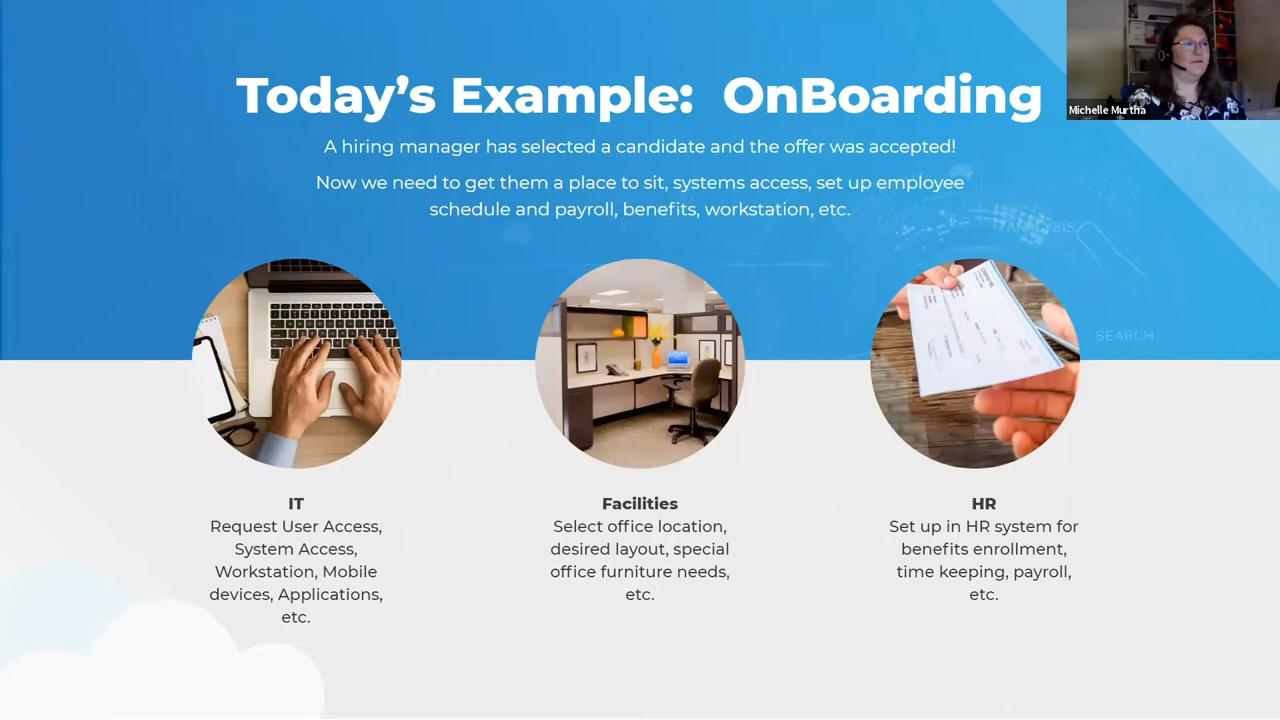 Today's Example:  OnBoarding
Michelle Murtha
A hiring manager has selected a candidate and the offer was accepted!
Now we need to get them a place to sit, systems access, set up employee
schedule and payroll, benefits, workstation, etc.
ANALYSIS
SEARCH
IT
Request User Access,
System Access,
Workstation, Mobile
devices, Applications,
etc.
Facilities
Select office location,
desired layout, special
office furniture needs,
etc.
HR
Set up in HR system for
benefits enrollment,
time keeping, payroll,
etc.